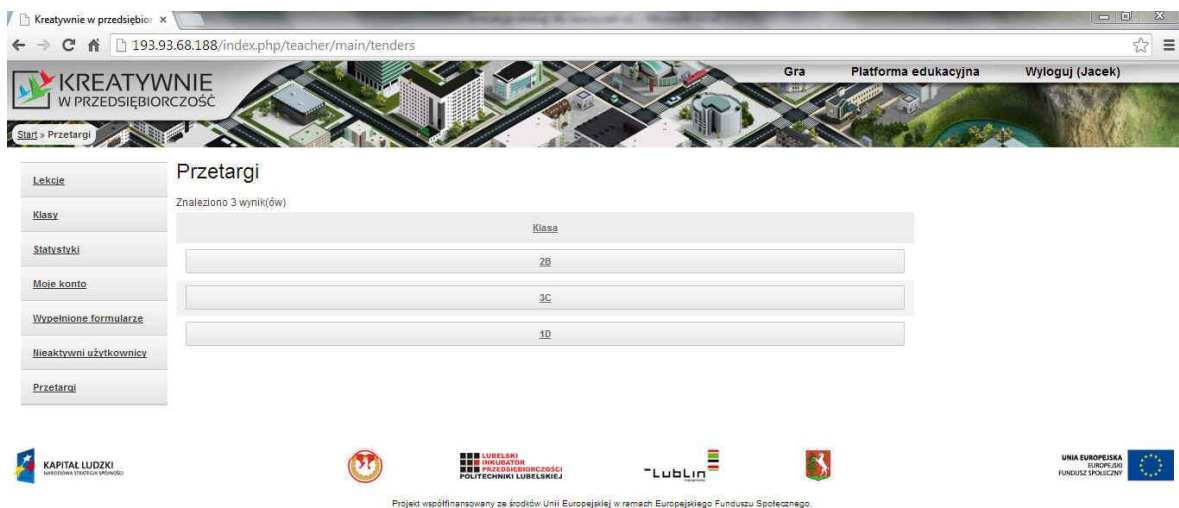 Kreatywnie w przedsiębior
193.93.68.188/index.php/teacher/main/tenders
KREATYWNIE
W PRZEDSIĘBIORCZOŚĆ
Gra Platforma edukacyjna Wyloguj (Jacek)
Start » Przetargi
Lekcje
Klasy
Statystyki
Moje konto
Wypełnione formularze
Nieaktywni użytkownicy
Przetargi
Przetargi
Znaleziono 3 wynik(ów)
Klasa
2B
3C
1D
KAPITAŁ LUDZKI
NARODOWA STRATEGIA SPÓJNOŚCI
LUBELSKI
INKUBATOR
PRZEDSIĘBIORCZOŚCI
POLITECHNIKI LUBELSKIEJ
Lublin
UNIA EUROPEJSKA
EUROPEJSKI
FUNDUSZ SPOŁECZNY
Projekt współfinansowany ze środków Unii Europejskiej w ramach Europejskiego Funduszu Społecznego.